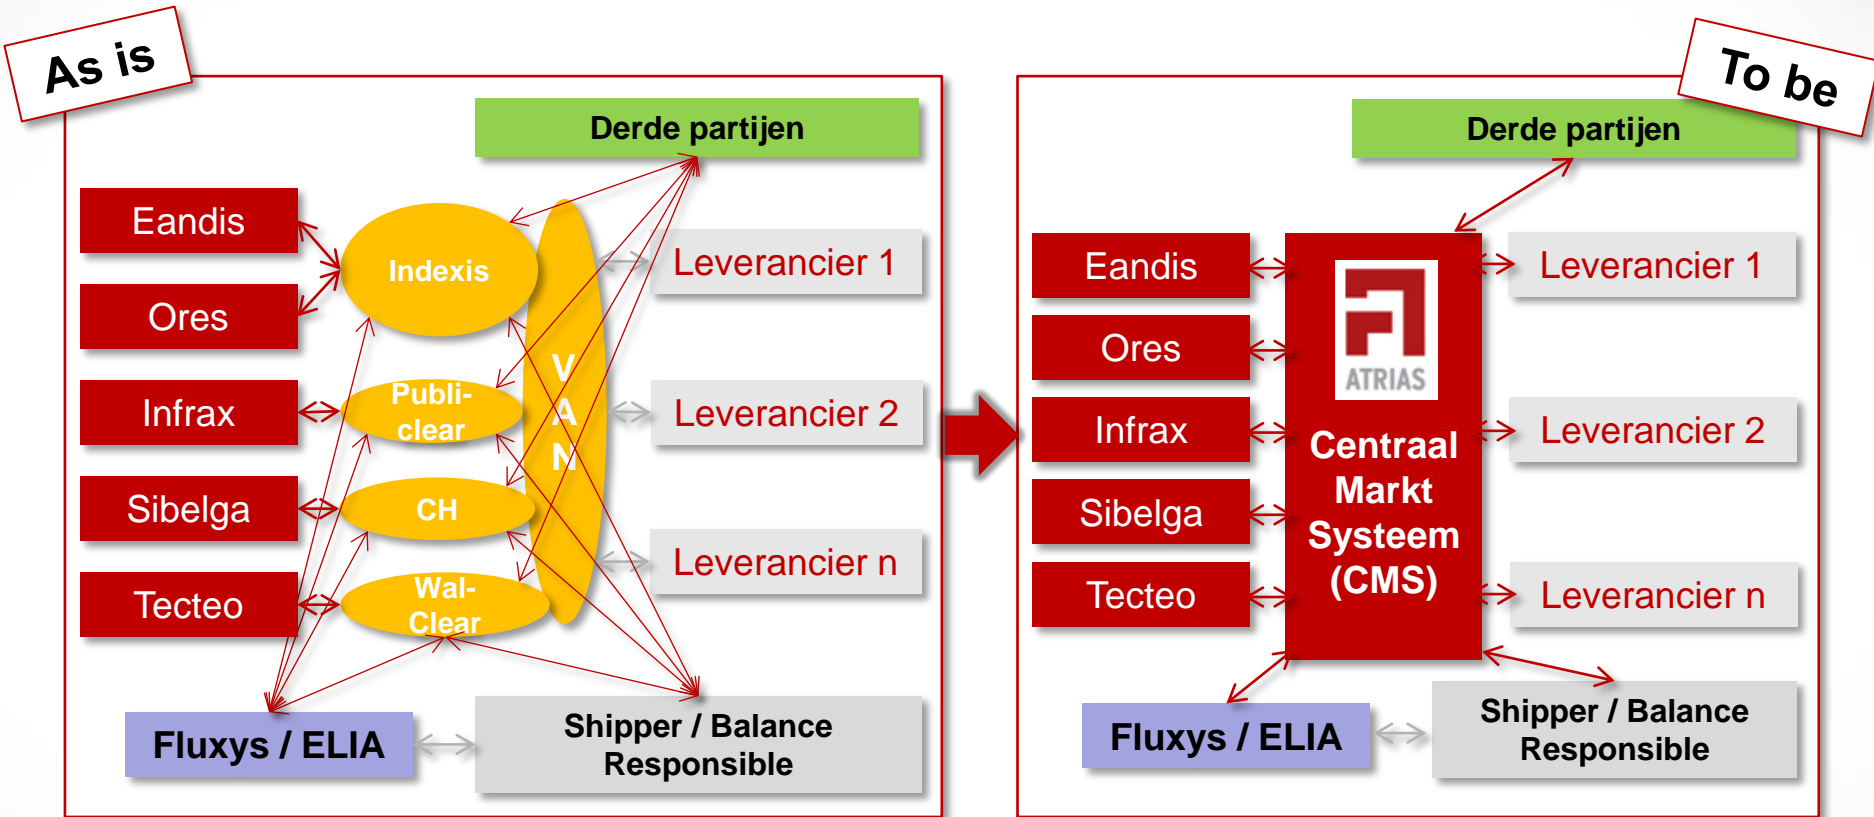 As is
Derde partijen
Eandis
Ores
Infrax
Sibelga
Tecteo
Indexis
Publi-
clear
CH
Wal-
Clear
V
A
N
Leverancier 1
Leverancier 2
Leverancier n
Fluxys / ELIA
Shipper / Balance
Responsible
To be
Derde partijen
Eandis
Ores
Infrax
Sibelga
Tecteo
ATRIAS
Centraal
Markt
Systeem
(CMS)
Leverancier 1
Leverancier 2
Leverancier n
Fluxys / ELIA
Shipper / Balance
Responsible